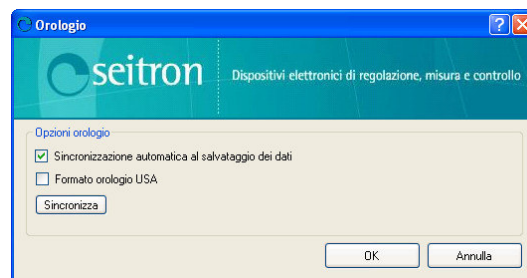 Orologio
seitron
Dispositivi elettronici di regolazione, misura e controllo
Opzioni orologio
Sincronizzazione automatica al salvataggio dei dati
Formato orologio USA
Sincronizza
OK Annulla